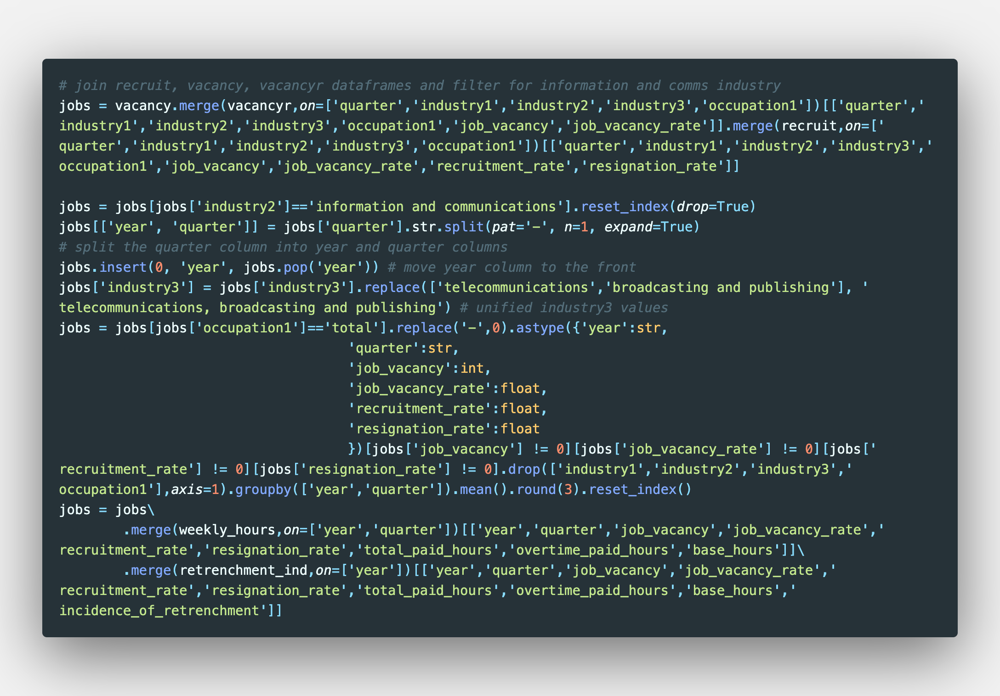 # join recruit, vacancy, vacancyr dataframes and filter for information and comms industry
jobs = vacancy.merge(vacancyr,on=['quarter','industry1','industry2','industry3','occupation1'])[['quarter','
industry1','industry2','industry3','occupation1','job_vacancy','job_vacancy_rate']].merge(recruit,on=['
quarter','industry1','industry2','industry3','occupation1'])[['quarter','industry1','industry2','industry3','
occupation1','job_vacancy','job_vacancy_rate','recruitment_rate','resignation_rate']]

jobs = jobs[jobs['industry2']=='information and communications'].reset_index(drop=True)
jobs[['year', 'quarter']] = jobs['quarter'].str.split(pat='-', n=1, expand=True)
# split the quarter column into year and quarter columns
jobs.insert(0, 'year', jobs.pop('year')) # move year column to the front
jobs['industry3'] = jobs['industry3'].replace(['telecommunications','broadcasting and publishing'], '
telecommunications, broadcasting and publishing') # unified industry3 values
jobs = jobs[jobs['occupation1']=='total'].replace('-',0).astype({'year':str,
                                    'quarter':str,
                                    'job_vacancy':int,
                                    'job_vacancy_rate':float,
                                    'recruitment_rate':float,
                                    'resignation_rate':float
                                    })[jobs['job_vacancy'] != 0][jobs['job_vacancy_rate'] != 0][jobs['
recruitment_rate'] != 0][jobs['resignation_rate'] != 0].drop(['industry1','industry2','industry3','
occupation1'],axis=1).groupby(['year','quarter']).mean().round(3).reset_index()
jobs = jobs\
        .merge(weekly_hours,on=['year','quarter'])[['year','quarter','job_vacancy','job_vacancy_rate','
recruitment_rate','resignation_rate','total_paid_hours','overtime_paid_hours','base_hours']]\
        .merge(retrenchment_ind,on=['year'])[['year','quarter','job_vacancy','job_vacancy_rate','
recruitment_rate','resignation_rate','total_paid_hours','overtime_paid_hours','base_hours','
incidence_of_retrenchment']]